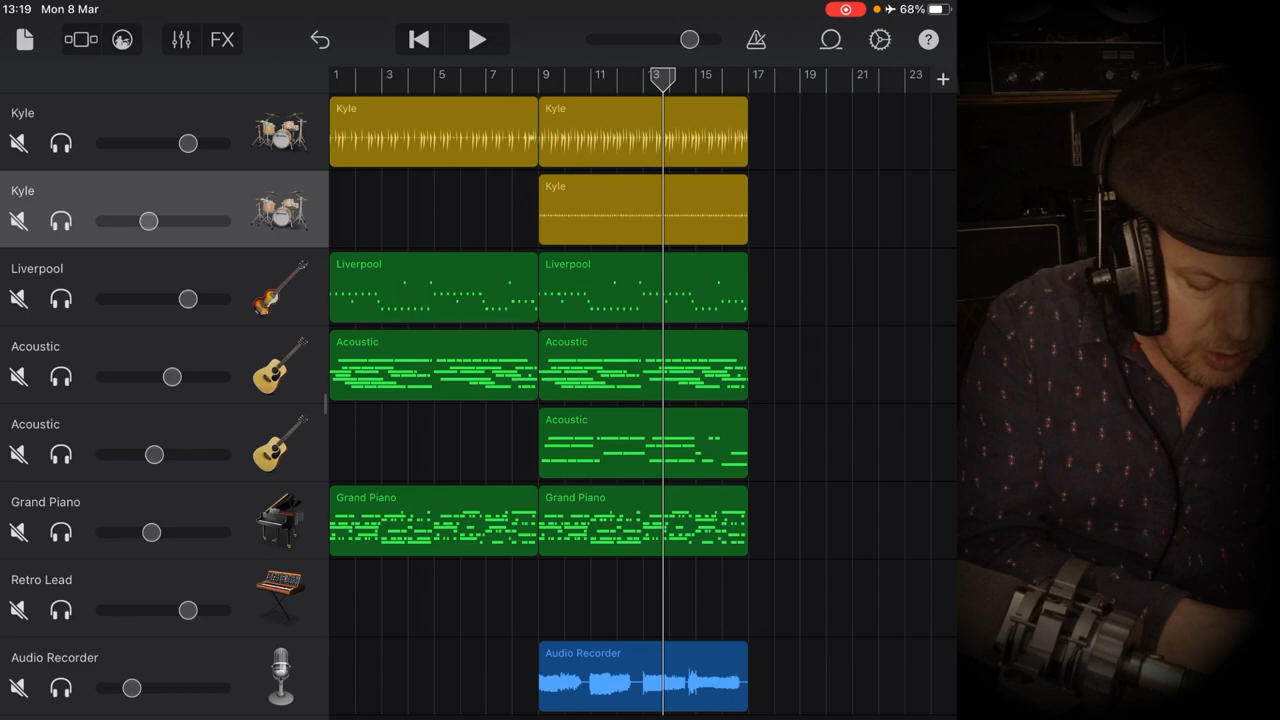 13:19 Mon 8 Mar 68%
FX ?
1 3 5 7 9 11 13 15 17 19 21 23 +
Kyle
Kyle Kyle
Kyle
Kyle
Liverpool
Liverpool Liverpool
Acoustic
Acoustic Acoustic
Acoustic
Acoustic
Grand Piano
Grand Piano Grand Piano
Retro Lead
Audio Recorder
Audio Recorder